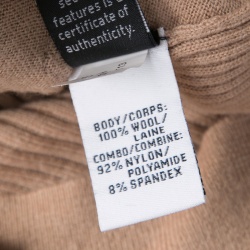 features is a
certificate of
authenticity.
BODY/CORPS:
100% WOOL/
LAINE
COMBO/COMBINE:
92% NYLON/
POLYAMIDE
8% SPANDEX